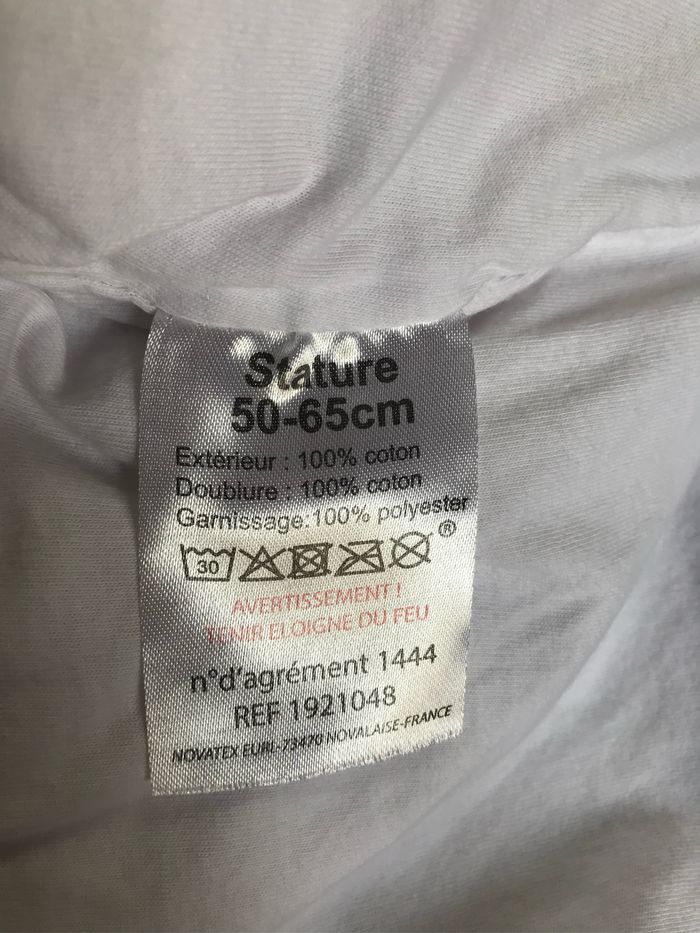 Stature
50-65cm
Extérieur : 100% coton
Doublure : 100% coton
Garnissage:100% polyester
30 ®
AVERTISSEMENT !
TENIR ELOIGNE DU FEU
n°d'agrément 1444
REF 1921048
NOVATEX EURL-73470 NOVALAISE-FRANCE